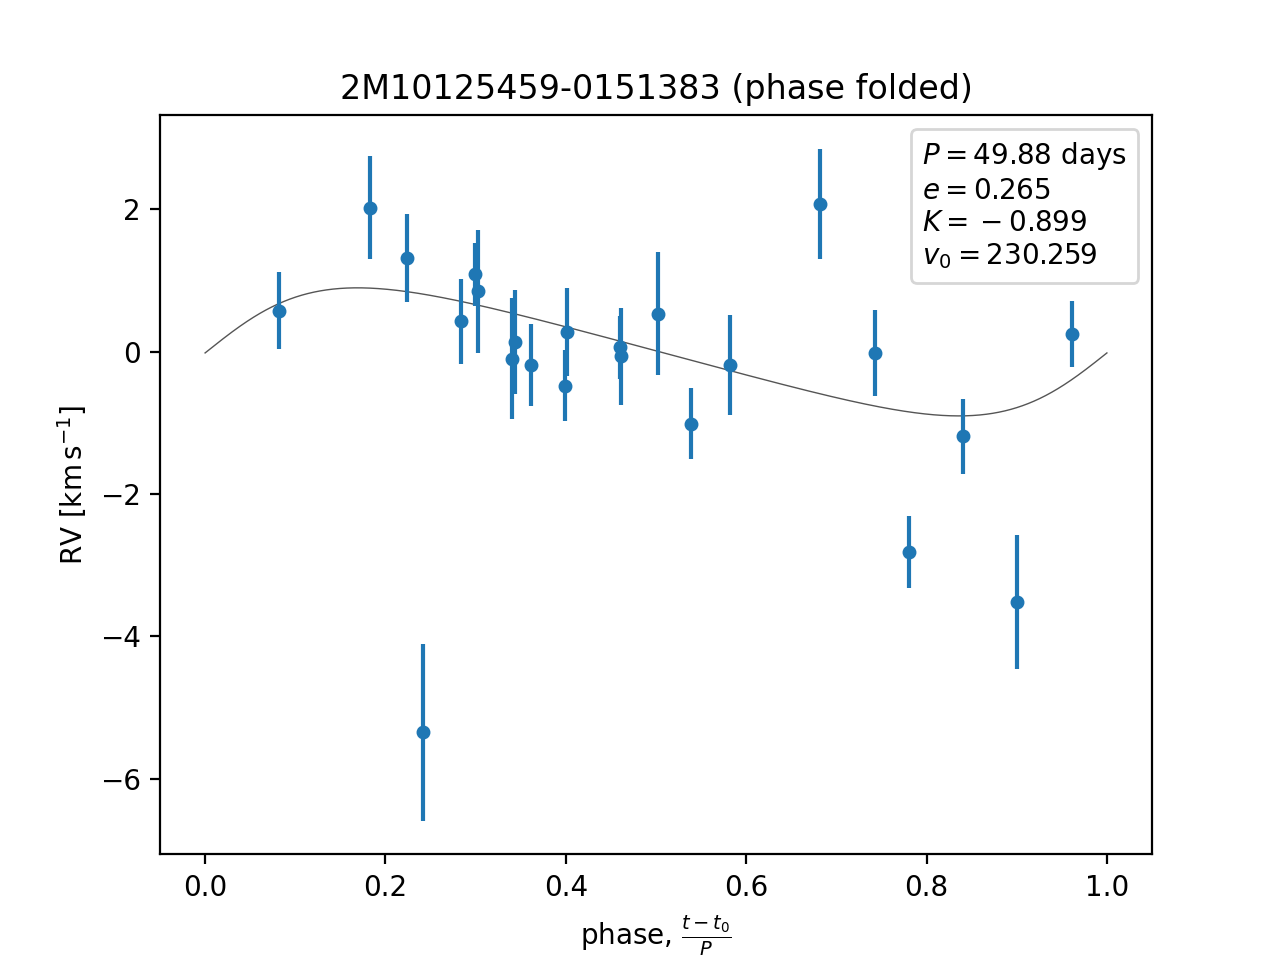 2M10125459-0151383 (phase folded)
P = 49.88 days
e = 0.265
K = −0.899
v₀ = 230.259
2
0
−2
−4
−6
RV [km s⁻¹]
0.0 0.2 0.4 0.6 0.8 1.0
phase, (t − t₀)/P